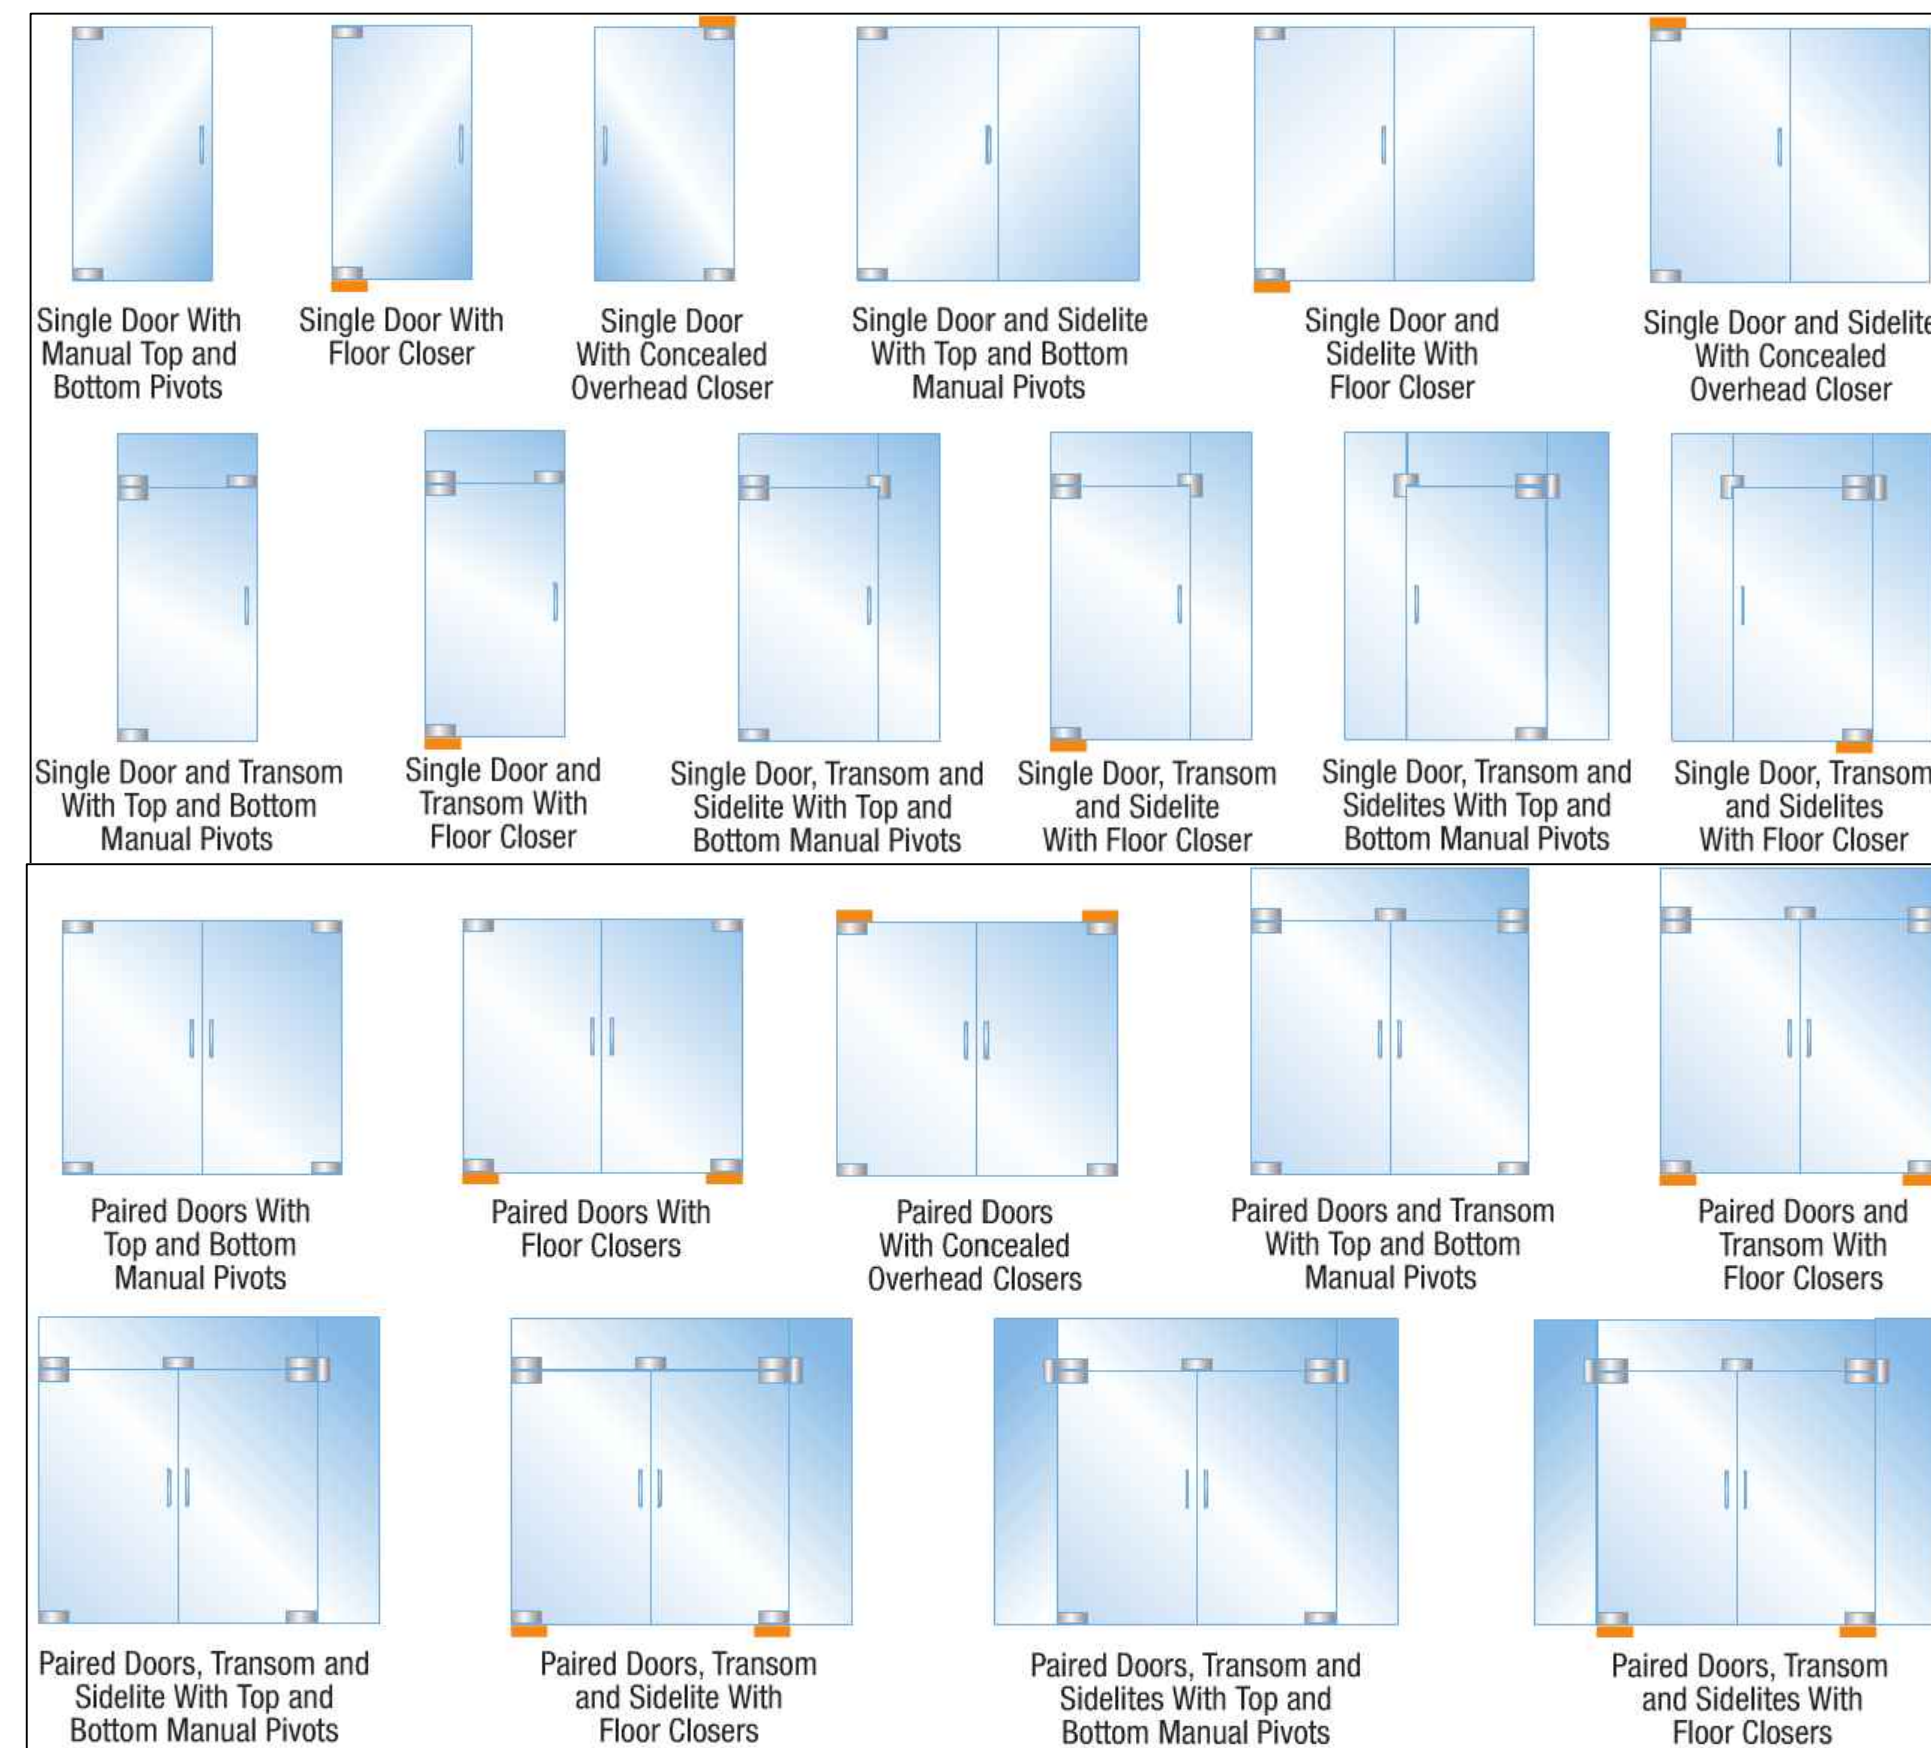 Single Door With
Manual Top and
Bottom Pivots
Single Door With
Floor Closer
Single Door
With Concealed
Overhead Closer
Single Door and Sidelite
With Top and Bottom
Manual Pivots
Single Door and
Sidelite With
Floor Closer
Single Door and Sidelite
With Concealed
Overhead Closer
Single Door and Transom
With Top and Bottom
Manual Pivots
Single Door and
Transom With
Floor Closer
Single Door, Transom and
Sidelite With Top and
Bottom Manual Pivots
Single Door, Transom
and Sidelite
With Floor Closer
Single Door, Transom and
Sidelites With Top and
Bottom Manual Pivots
Single Door, Transom
and Sidelites
With Floor Closer
Paired Doors With
Top and Bottom
Manual Pivots
Paired Doors With
Floor Closers
Paired Doors
With Concealed
Overhead Closers
Paired Doors and Transom
With Top and Bottom
Manual Pivots
Paired Doors and
Transom With
Floor Closers
Paired Doors, Transom and
Sidelite With Top and
Bottom Manual Pivots
Paired Doors, Transom
and Sidelite With
Floor Closers
Paired Doors, Transom and
Sidelites With Top and
Bottom Manual Pivots
Paired Doors, Transom
and Sidelites With
Floor Closers